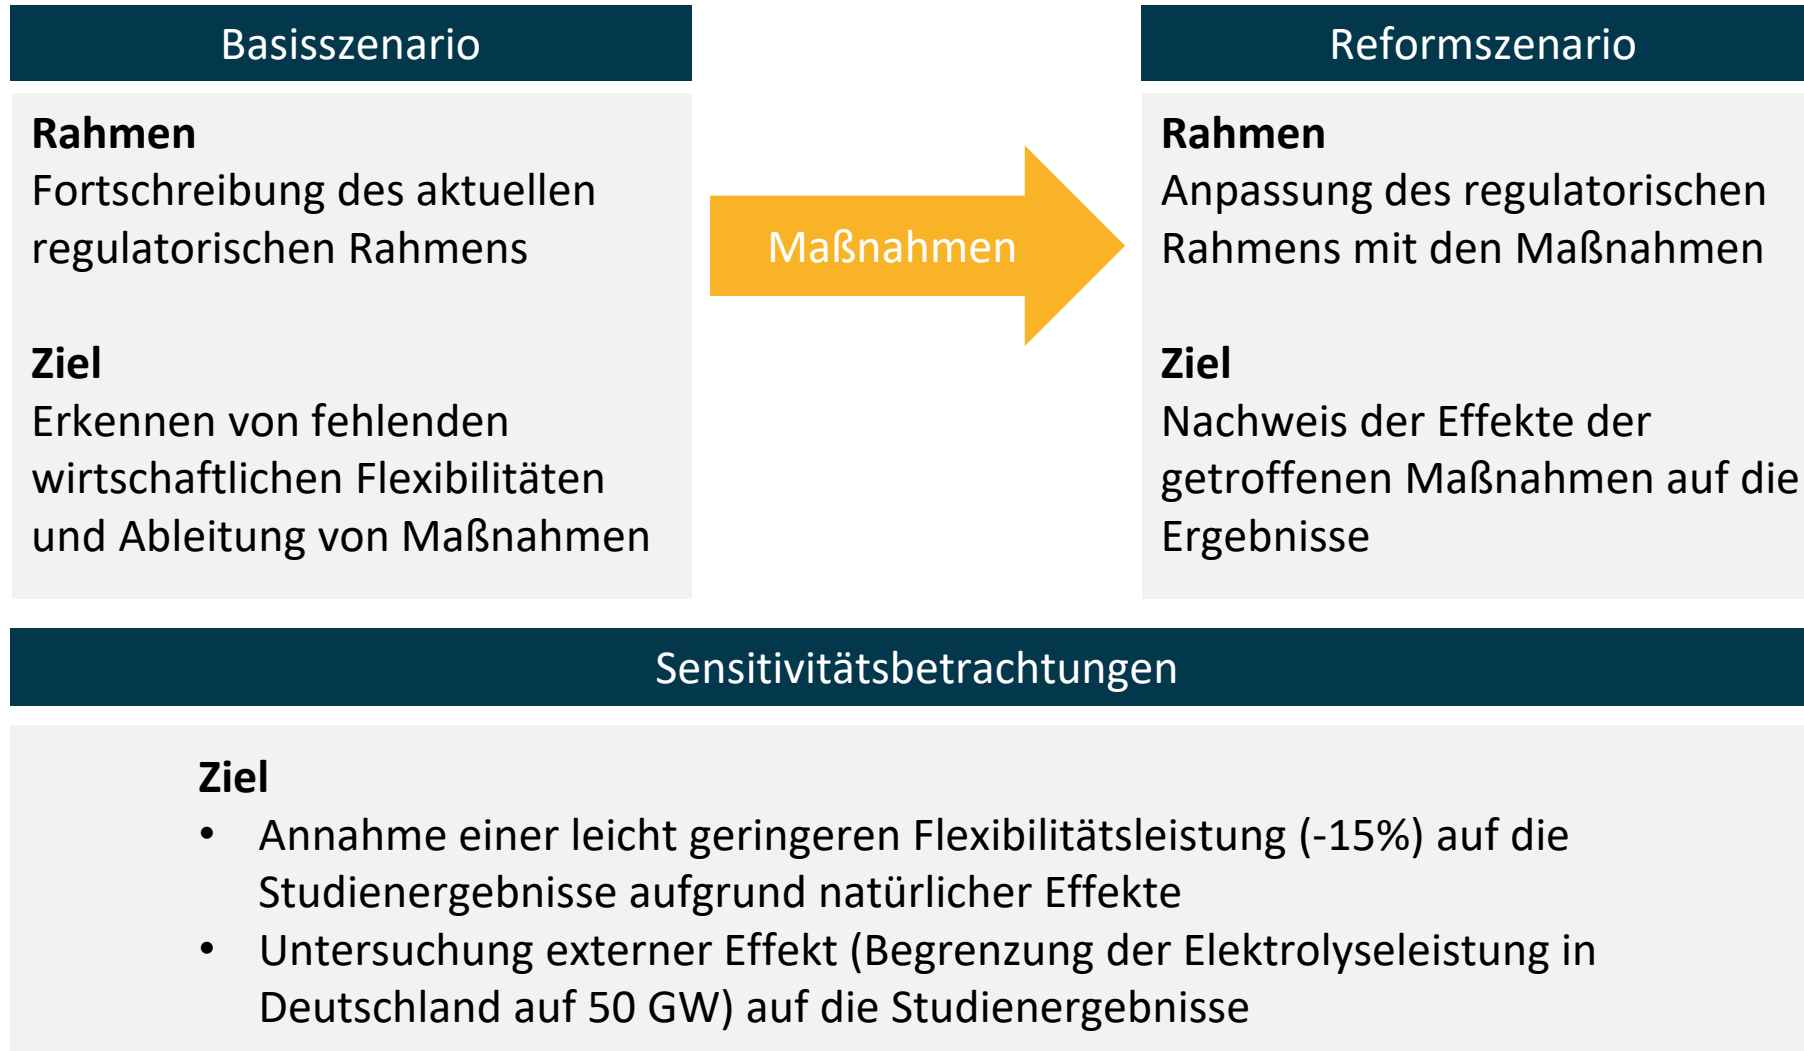 Basisszenario
Rahmen
Fortschreibung des aktuellen
regulatorischen Rahmens
Ziel
Erkennen von fehlenden
wirtschaftlichen Flexibilitäten
und Ableitung von Maßnahmen
Maßnahmen
Reformszenario
Rahmen
Anpassung des regulatorischen
Rahmens mit den Maßnahmen
Ziel
Nachweis der Effekte der
getroffenen Maßnahmen auf die
Ergebnisse
Sensitivitätsbetrachtungen
Ziel
• Annahme einer leicht geringeren Flexibilitätsleistung (-15%) auf die
Studienergebnisse aufgrund natürlicher Effekte
• Untersuchung externer Effekt (Begrenzung der Elektrolyseleistung in
Deutschland auf 50 GW) auf die Studienergebnisse